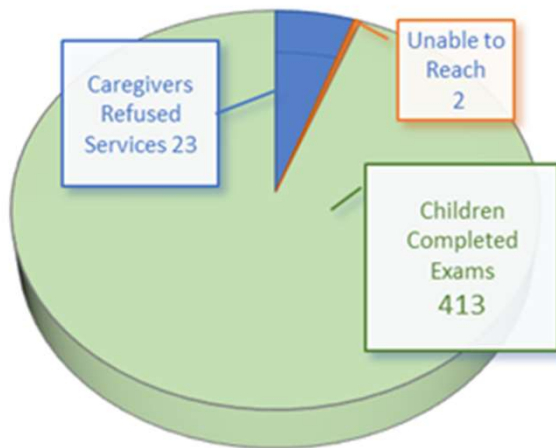 Caregivers
Refused
Services 23
Unable to
Reach
2
Children
Completed
Exams
413